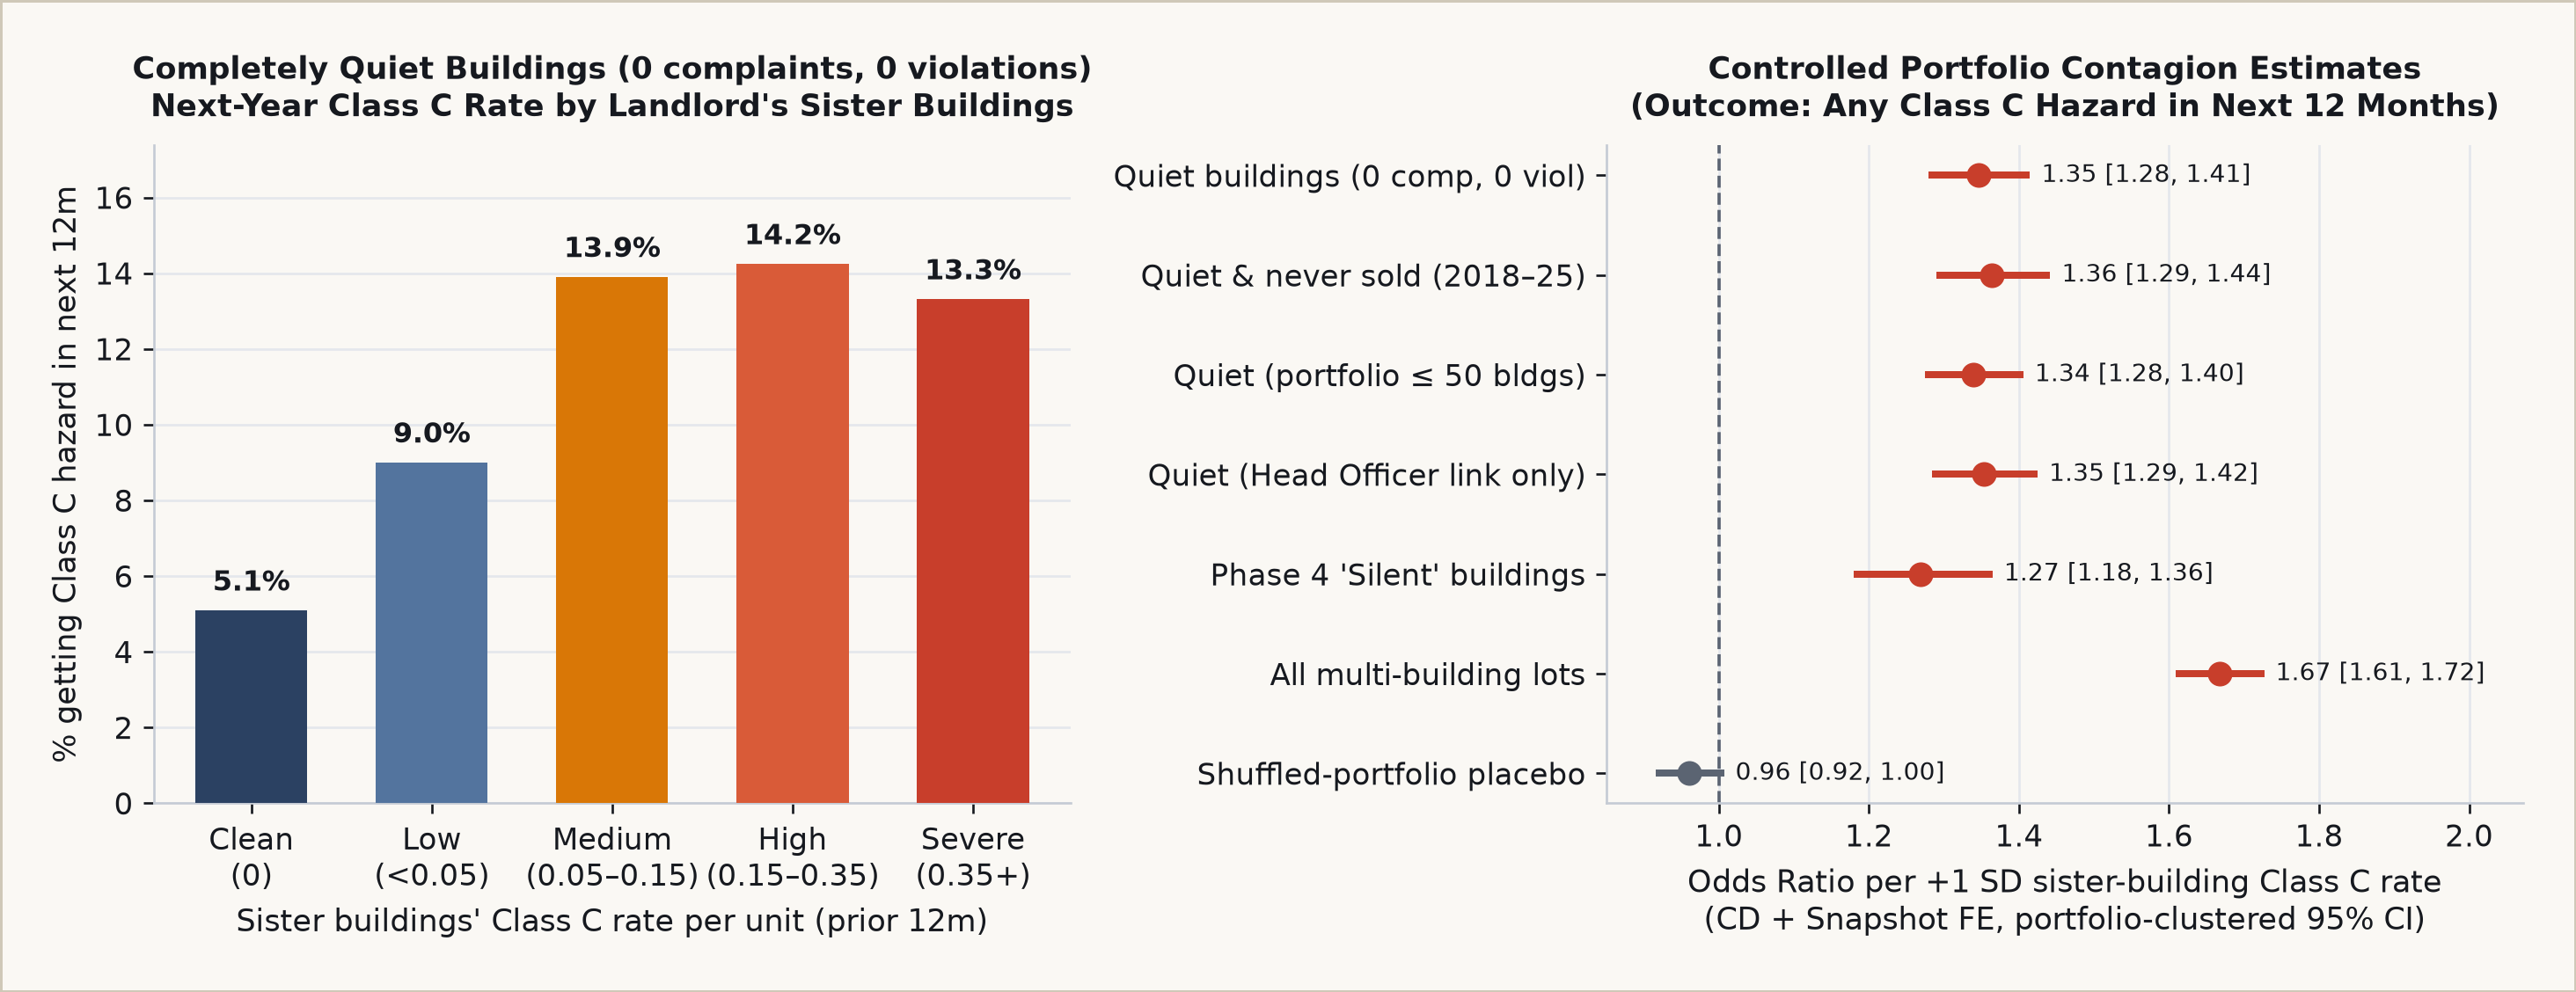 Completely Quiet Buildings (0 complaints, 0 violations)
Next-Year Class C Rate by Landlord's Sister Buildings
% getting Class C hazard in next 12m
16
14
12
10
8
6
4
2
0
5.1%
9.0%
13.9%
14.2%
13.3%
Clean
(0)
Low
(<0.05)
Medium
(0.05–0.15)
High
(0.15–0.35)
Severe
(0.35+)
Sister buildings' Class C rate per unit (prior 12m)
Controlled Portfolio Contagion Estimates
(Outcome: Any Class C Hazard in Next 12 Months)
Quiet buildings (0 comp, 0 viol)
1.35 [1.28, 1.41]
Quiet & never sold (2018–25)
1.36 [1.29, 1.44]
Quiet (portfolio ≤ 50 bldgs)
1.34 [1.28, 1.40]
Quiet (Head Officer link only)
1.35 [1.29, 1.42]
Phase 4 'Silent' buildings
1.27 [1.18, 1.36]
All multi-building lots
1.67 [1.61, 1.72]
Shuffled-portfolio placebo
0.96 [0.92, 1.00]
1.0
1.2
1.4
1.6
1.8
2.0
Odds Ratio per +1 SD sister-building Class C rate
(CD + Snapshot FE, portfolio-clustered 95% CI)